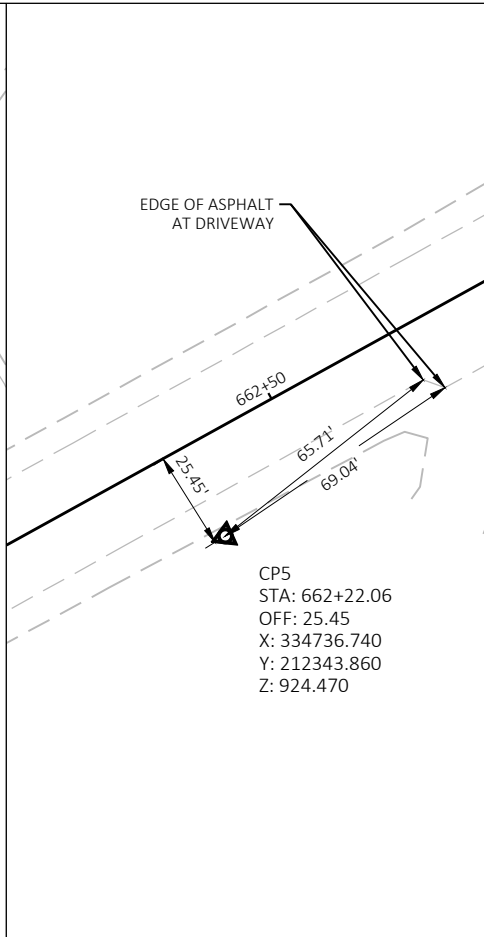 EDGE OF ASPHALT
AT DRIVEWAY
662+50
65.71'
25.45'
69.04'
CP5
STA: 662+22.06
OFF: 25.45
X: 334736.740
Y: 212343.860
Z: 924.470